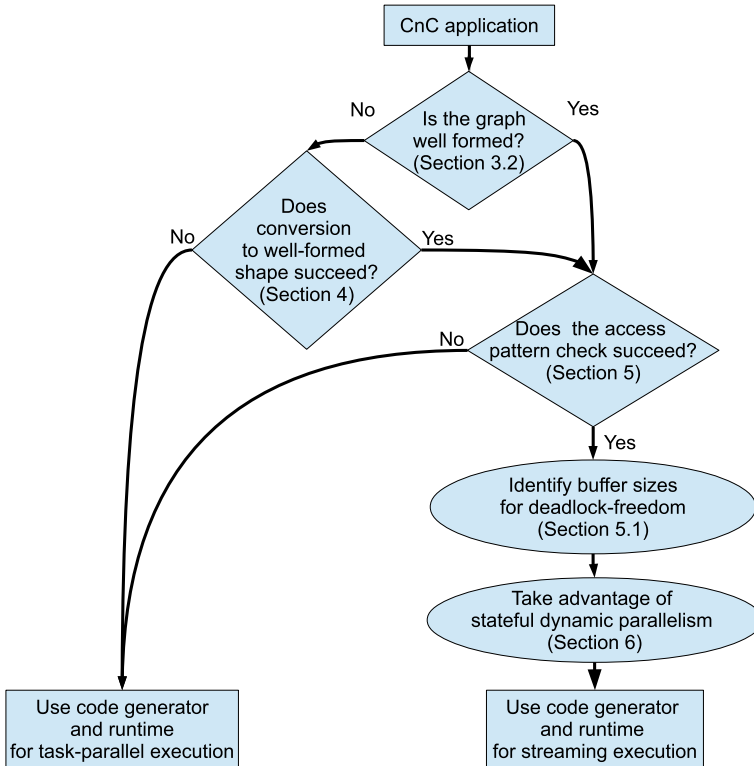 CnC application
No
Yes
Is the graph
well formed?
(Section 3.2)
Does
conversion
to well-formed
shape succeed?
(Section 4)
No
Yes
Does the access
pattern check succeed?
(Section 5)
No
Yes
Identify buffer sizes
for deadlock-freedom
(Section 5.1)
Take advantage of
stateful dynamic parallelism
(Section 6)
Use code generator
and runtime
for task-parallel execution
Use code generator
and runtime
for streaming execution